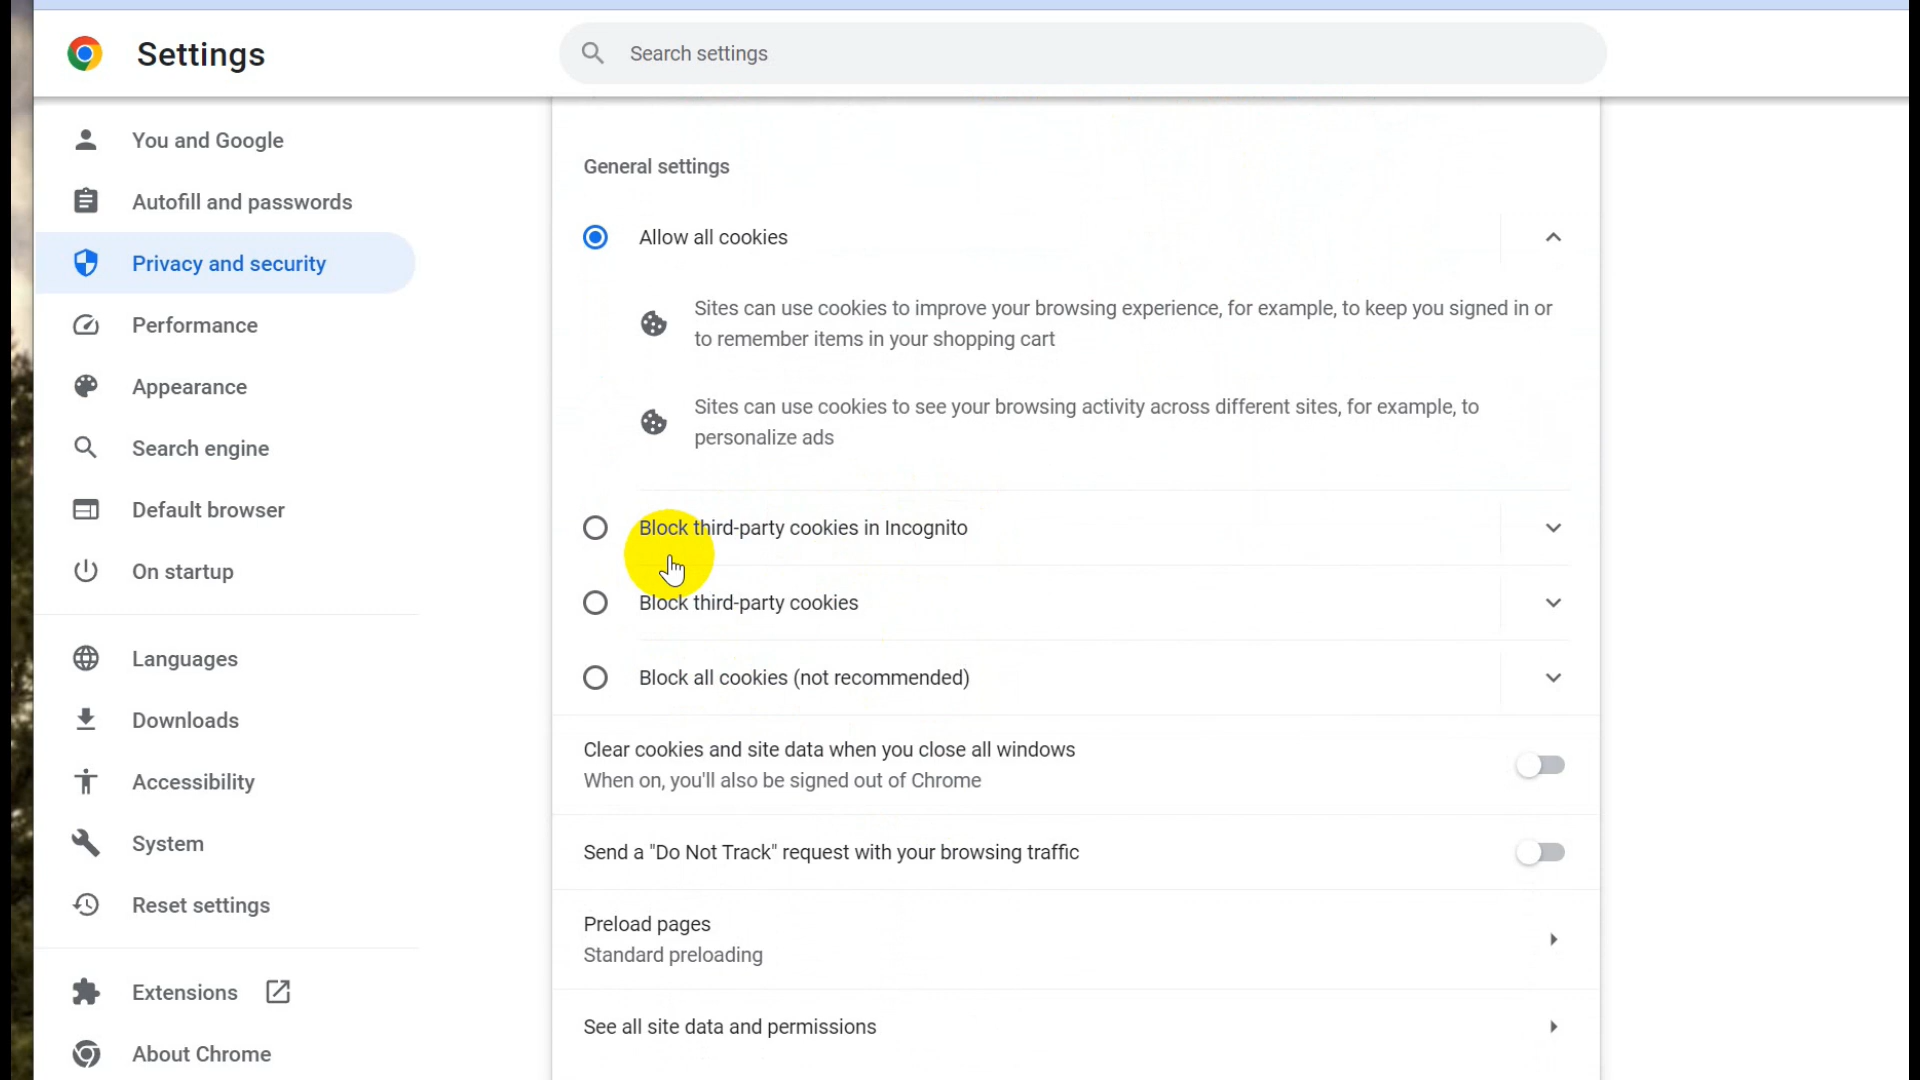 Settings
Search settings
You and Google
Autofill and passwords
Privacy and security
Performance
Appearance
Search engine
Default browser
On startup
Languages
Downloads
Accessibility
System
Reset settings
Extensions
About Chrome
General settings
Allow all cookies
Sites can use cookies to improve your browsing experience, for example, to keep you signed in or
to remember items in your shopping cart
Sites can use cookies to see your browsing activity across different sites, for example, to
personalize ads
Block third-party cookies in Incognito
Block third-party cookies
Block all cookies (not recommended)
Clear cookies and site data when you close all windows
When on, you'll also be signed out of Chrome
Send a "Do Not Track" request with your browsing traffic
Preload pages
Standard preloading
See all site data and permissions